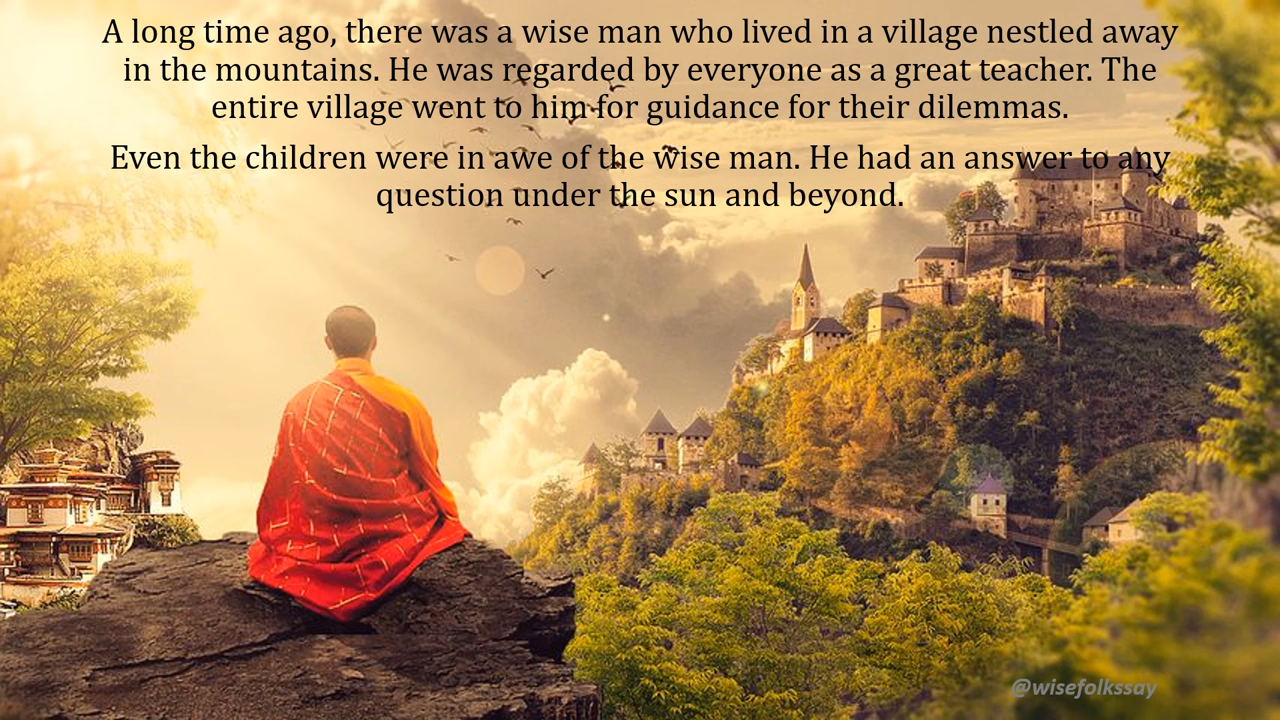 A long time ago, there was a wise man who lived in a village nestled away
in the mountains. He was regarded by everyone as a great teacher. The
entire village went to him for guidance for their dilemmas.
Even the children were in awe of the wise man. He had an answer to any
question under the sun and beyond.
@wisefolkssay